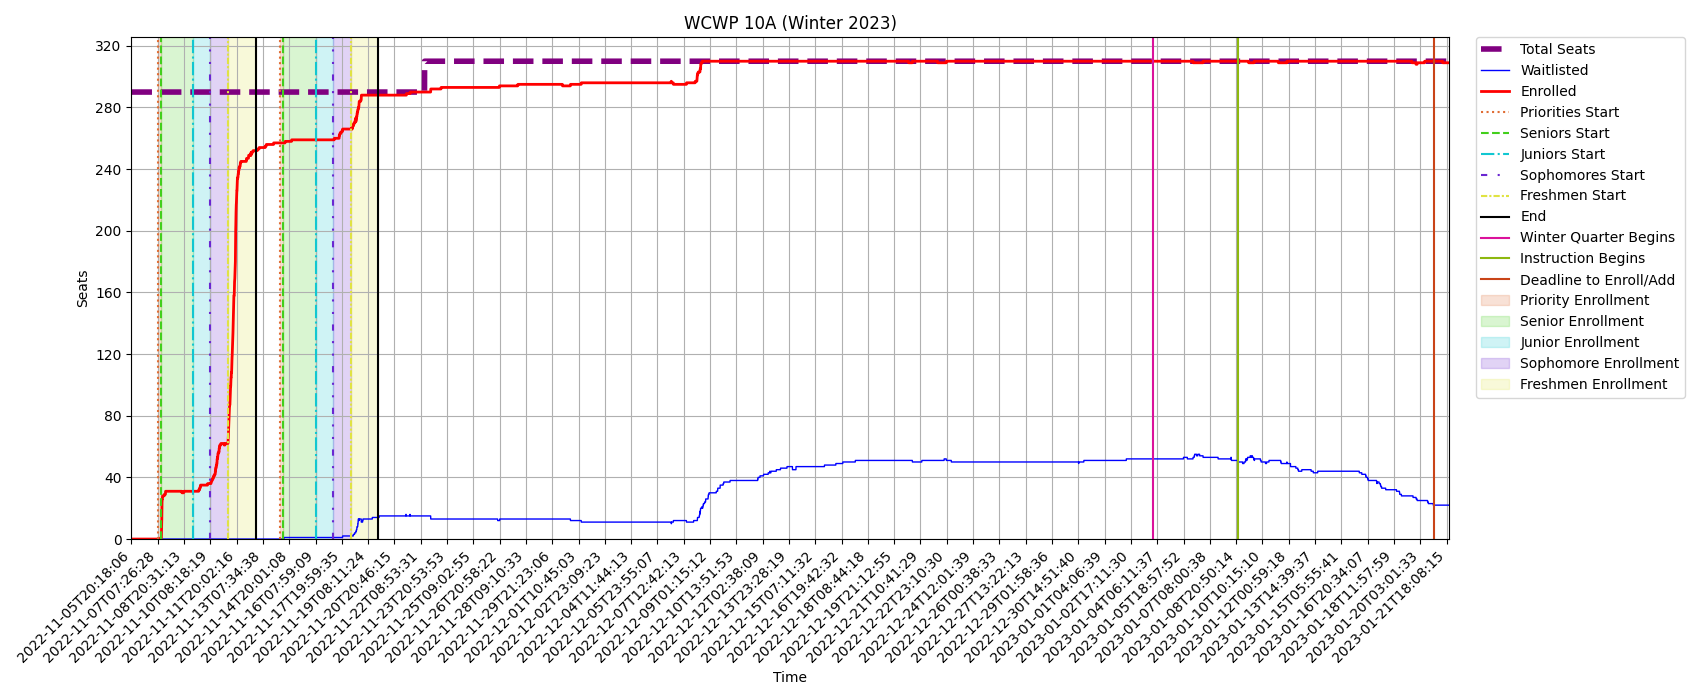 WCWP 10A (Winter 2023)
Seats
320
280
240
200
160
120
80
40
0
2022-11-05T20:18:06
2022-11-07T07:26:28
2022-11-08T20:31:13
2022-11-10T08:18:19
2022-11-11T20:02:16
2022-11-13T07:34:38
2022-11-14T20:01:08
2022-11-16T07:59:09
2022-11-17T19:59:35
2022-11-19T08:11:24
2022-11-20T20:46:15
2022-11-22T08:53:31
2022-11-23T20:53:53
2022-11-25T09:02:55
2022-11-26T20:58:22
2022-11-28T09:10:33
2022-11-29T21:23:06
2022-12-01T10:45:03
2022-12-02T23:09:23
2022-12-04T11:44:13
2022-12-05T23:55:07
2022-12-07T12:42:13
2022-12-09T01:15:12
2022-12-10T13:51:53
2022-12-12T02:38:09
2022-12-13T23:28:19
2022-12-15T07:11:32
2022-12-16T19:42:32
2022-12-18T08:44:18
2022-12-19T21:12:55
2022-12-21T10:41:29
2022-12-22T23:10:30
2022-12-24T12:01:39
2022-12-26T00:38:33
2022-12-27T13:22:13
2022-12-29T01:58:36
2022-12-30T14:51:40
2023-01-01T04:06:39
2023-01-02T17:11:30
2023-01-04T06:11:37
2023-01-05T18:57:52
2023-01-07T08:00:38
2023-01-08T20:50:14
2023-01-10T10:15:10
2023-01-12T00:59:18
2023-01-13T14:39:37
2023-01-15T05:55:41
2023-01-16T20:34:07
2023-01-18T11:57:59
2023-01-20T03:01:33
2023-01-21T18:08:15
Time
Total Seats
Waitlisted
Enrolled
Priorities Start
Seniors Start
Juniors Start
Sophomores Start
Freshmen Start
End
Winter Quarter Begins
Instruction Begins
Deadline to Enroll/Add
Priority Enrollment
Senior Enrollment
Junior Enrollment
Sophomore Enrollment
Freshmen Enrollment